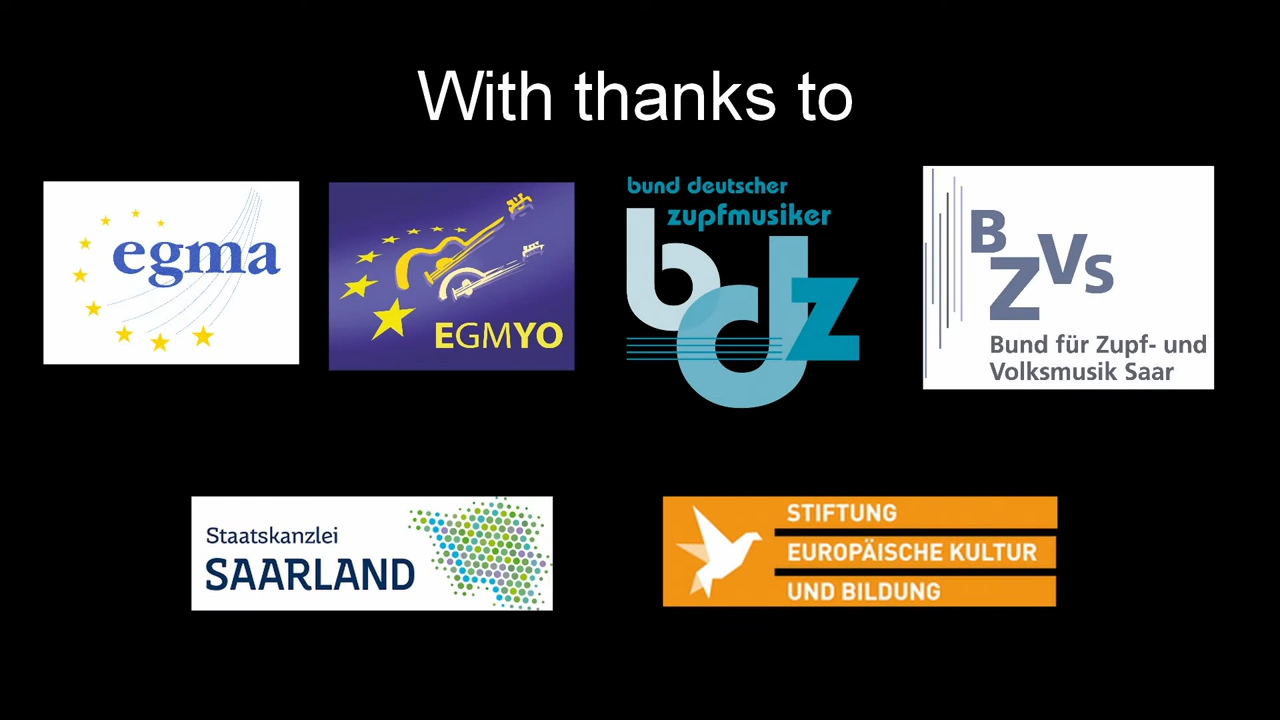 With thanks to
egma
EGMYO
bund deutscher
zupfmusiker
bdz
BZVS
Bund für Zupf- und
Volksmusik Saar
Staatskanzlei
SAARLAND
STIFTUNG
EUROPÄISCHE KULTUR
UND BILDUNG